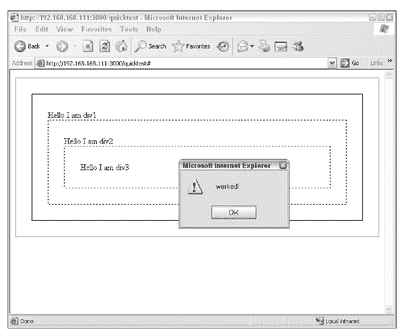 http://192.168.168.111:3000/quicktest - Microsoft Internet Explorer
File Edit View Favorites Tools Help
Back Search Favorites
Address http://192.168.168.111:3000/quicktest# Go Links »
Hello I am div1
Hello I am div2
Hello I am div3
Microsoft Internet Explorer
worked!
OK
Done Local intranet